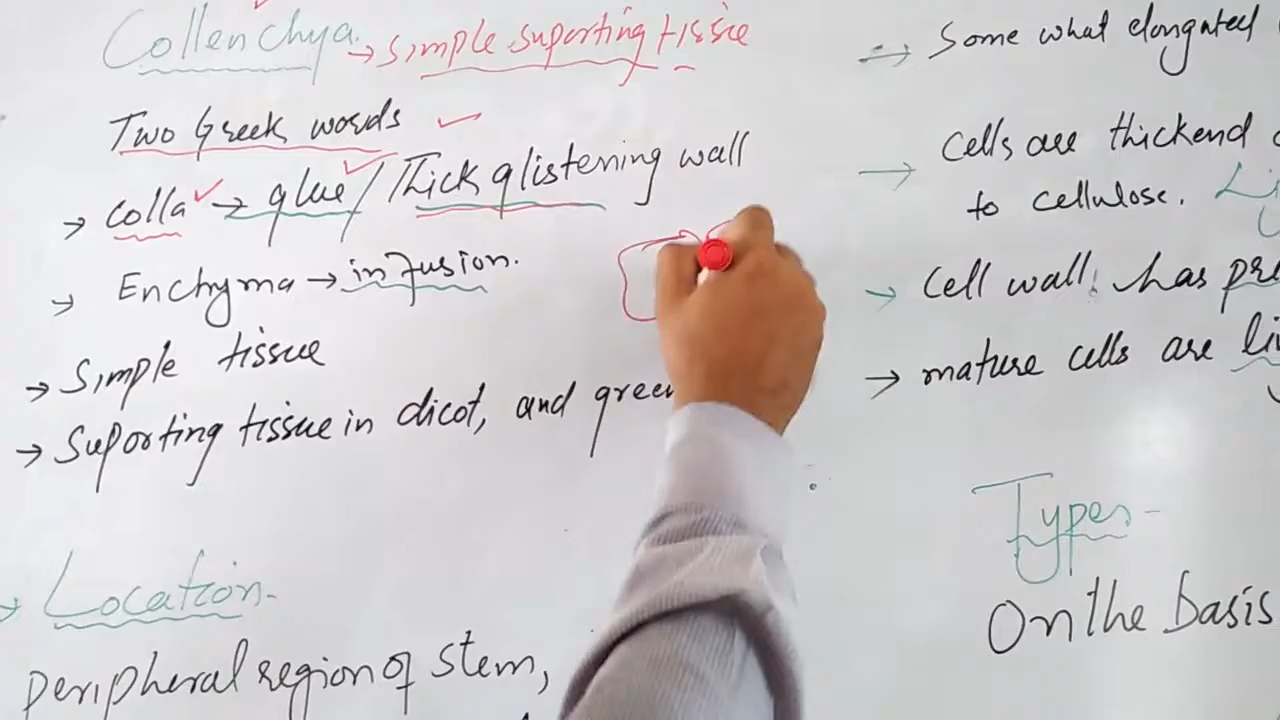 Collenchya → simple suporting tissie
Two Greek words
→ Colla → glue / Thick glistening wall
→ Enchyma → infusion.
→ Simple tissue
→ Suporting tissue in dicot, and green
→ Location-
peripheral region of stem,
→ Some what elongated
→ Cells are thickend
to cellulose.
→ Cell wall has
→ mature cells are
Types-
On the basis